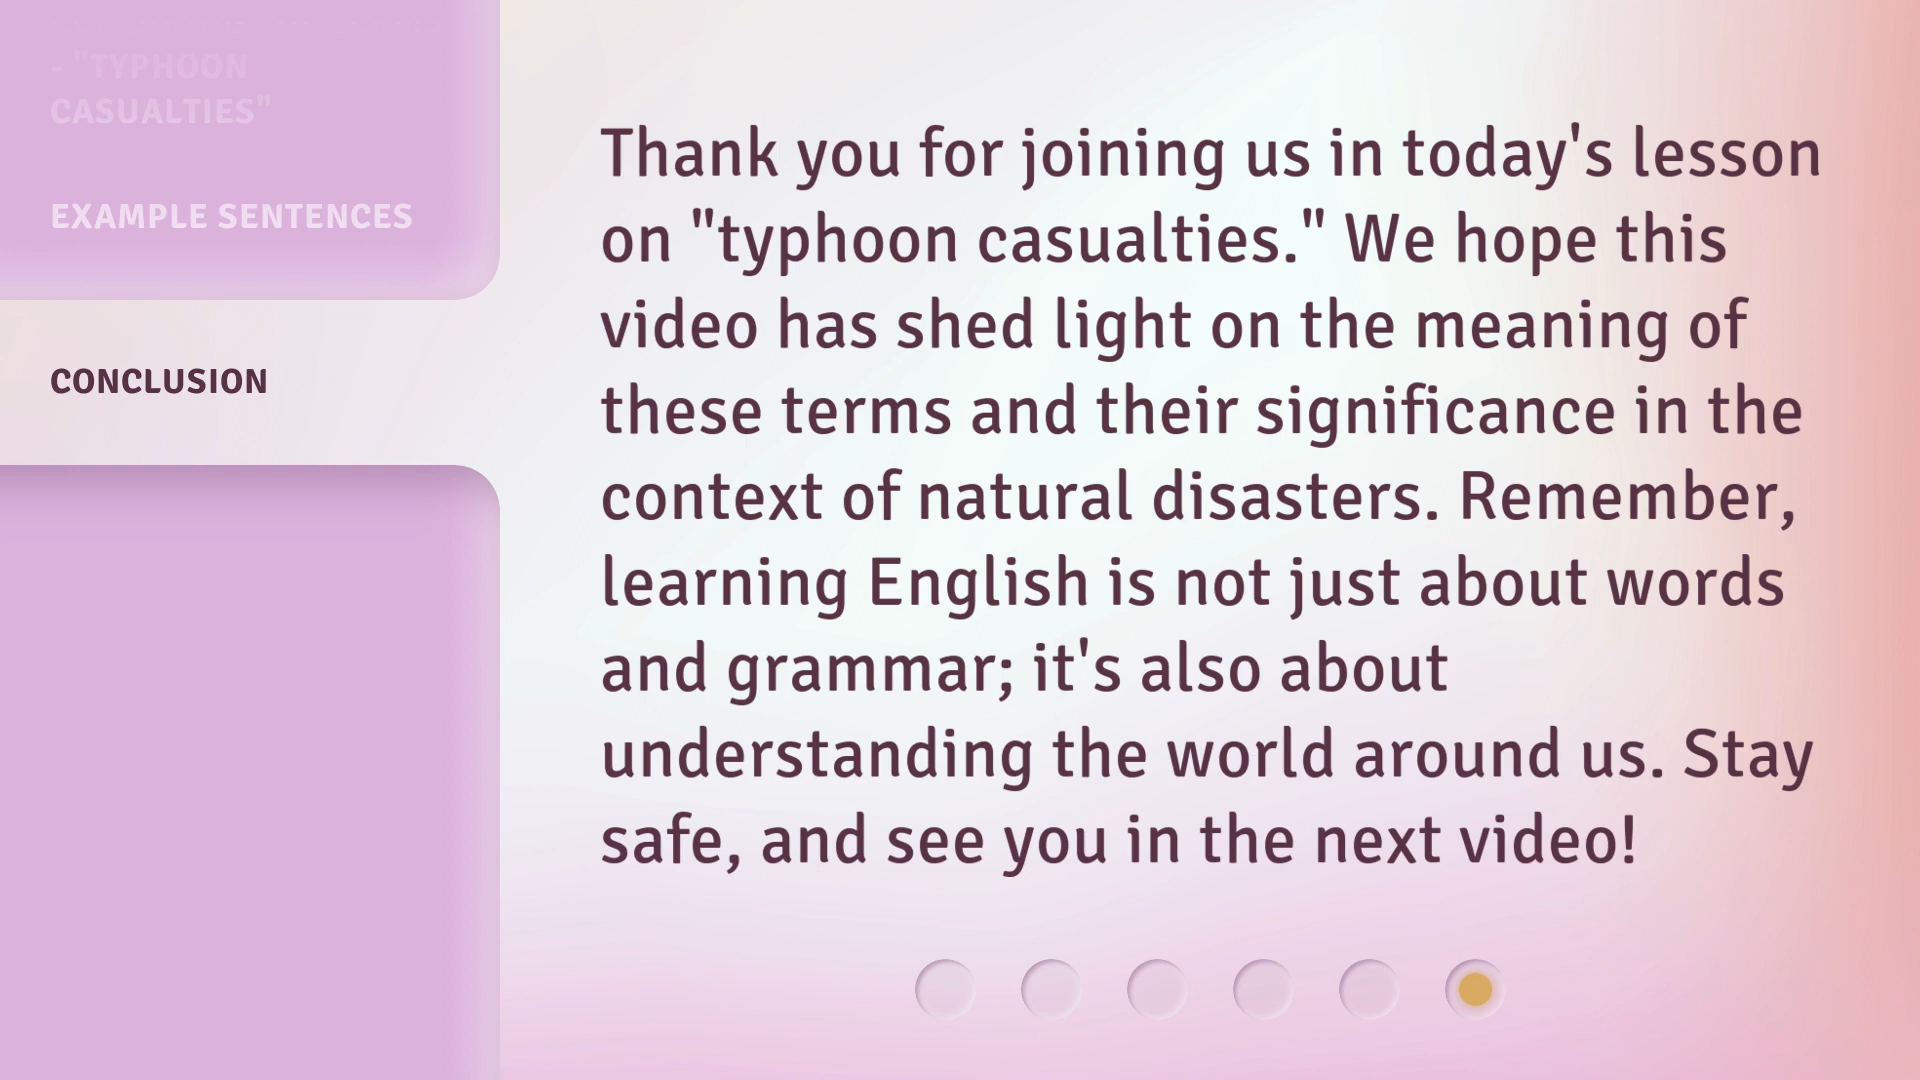 - "TYPHOON
CASUALTIES"
EXAMPLE SENTENCES
CONCLUSION
Thank you for joining us in today's lesson
on "typhoon casualties." We hope this
video has shed light on the meaning of
these terms and their significance in the
context of natural disasters. Remember,
learning English is not just about words
and grammar; it's also about
understanding the world around us. Stay
safe, and see you in the next video!